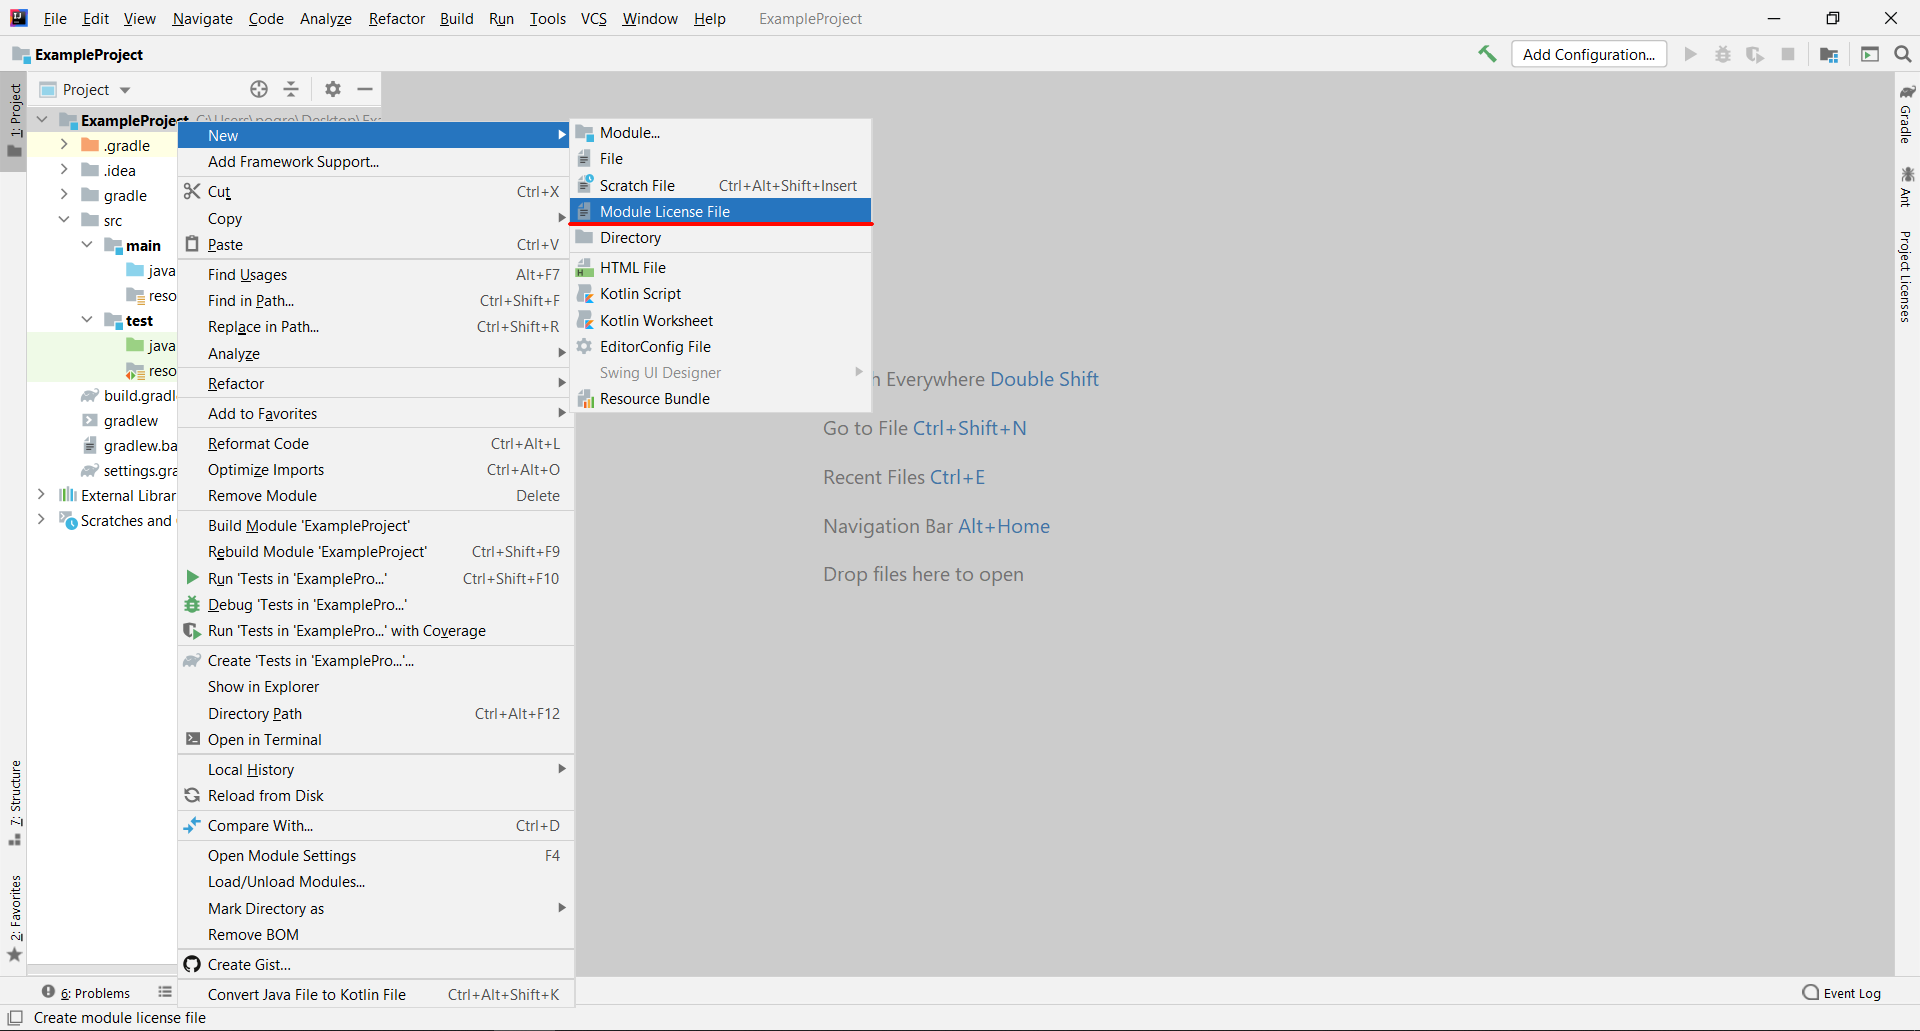 File Edit View Navigate Code Analyze Refactor Build Run Tools VCS Window Help ExampleProject
ExampleProject
Add Configuration...
1: Project
Project
ExampleProject
.gradle
.idea
gradle
src
main
java
reso
test
java
reso
build.gradl
gradlew
gradlew.ba
settings.gra
External Librar
Scratches and
New
Add Framework Support...
Cut Ctrl+X
Copy
Paste Ctrl+V
Find Usages Alt+F7
Find in Path... Ctrl+Shift+F
Replace in Path... Ctrl+Shift+R
Analyze
Refactor
Add to Favorites
Reformat Code Ctrl+Alt+L
Optimize Imports Ctrl+Alt+O
Remove Module Delete
Build Module 'ExampleProject'
Rebuild Module 'ExampleProject' Ctrl+Shift+F9
Run 'Tests in 'ExamplePro...' Ctrl+Shift+F10
Debug 'Tests in 'ExamplePro...'
Run 'Tests in 'ExamplePro...' with Coverage
Create 'Tests in 'ExamplePro...'...
Show in Explorer
Directory Path Ctrl+Alt+F12
Open in Terminal
Local History
Reload from Disk
Compare With... Ctrl+D
Open Module Settings F4
Load/Unload Modules...
Mark Directory as
Remove BOM
Create Gist...
Convert Java File to Kotlin File Ctrl+Alt+Shift+K
Module...
File
Scratch File Ctrl+Alt+Shift+Insert
Module License File
Directory
HTML File
Kotlin Script
Kotlin Worksheet
EditorConfig File
Swing UI Designer
Resource Bundle
h Everywhere Double Shift
Go to File Ctrl+Shift+N
Recent Files Ctrl+E
Navigation Bar Alt+Home
Drop files here to open
Gradle
Ant
Project Licenses
7: Structure
2: Favorites
6: Problems
Event Log
Create module license file